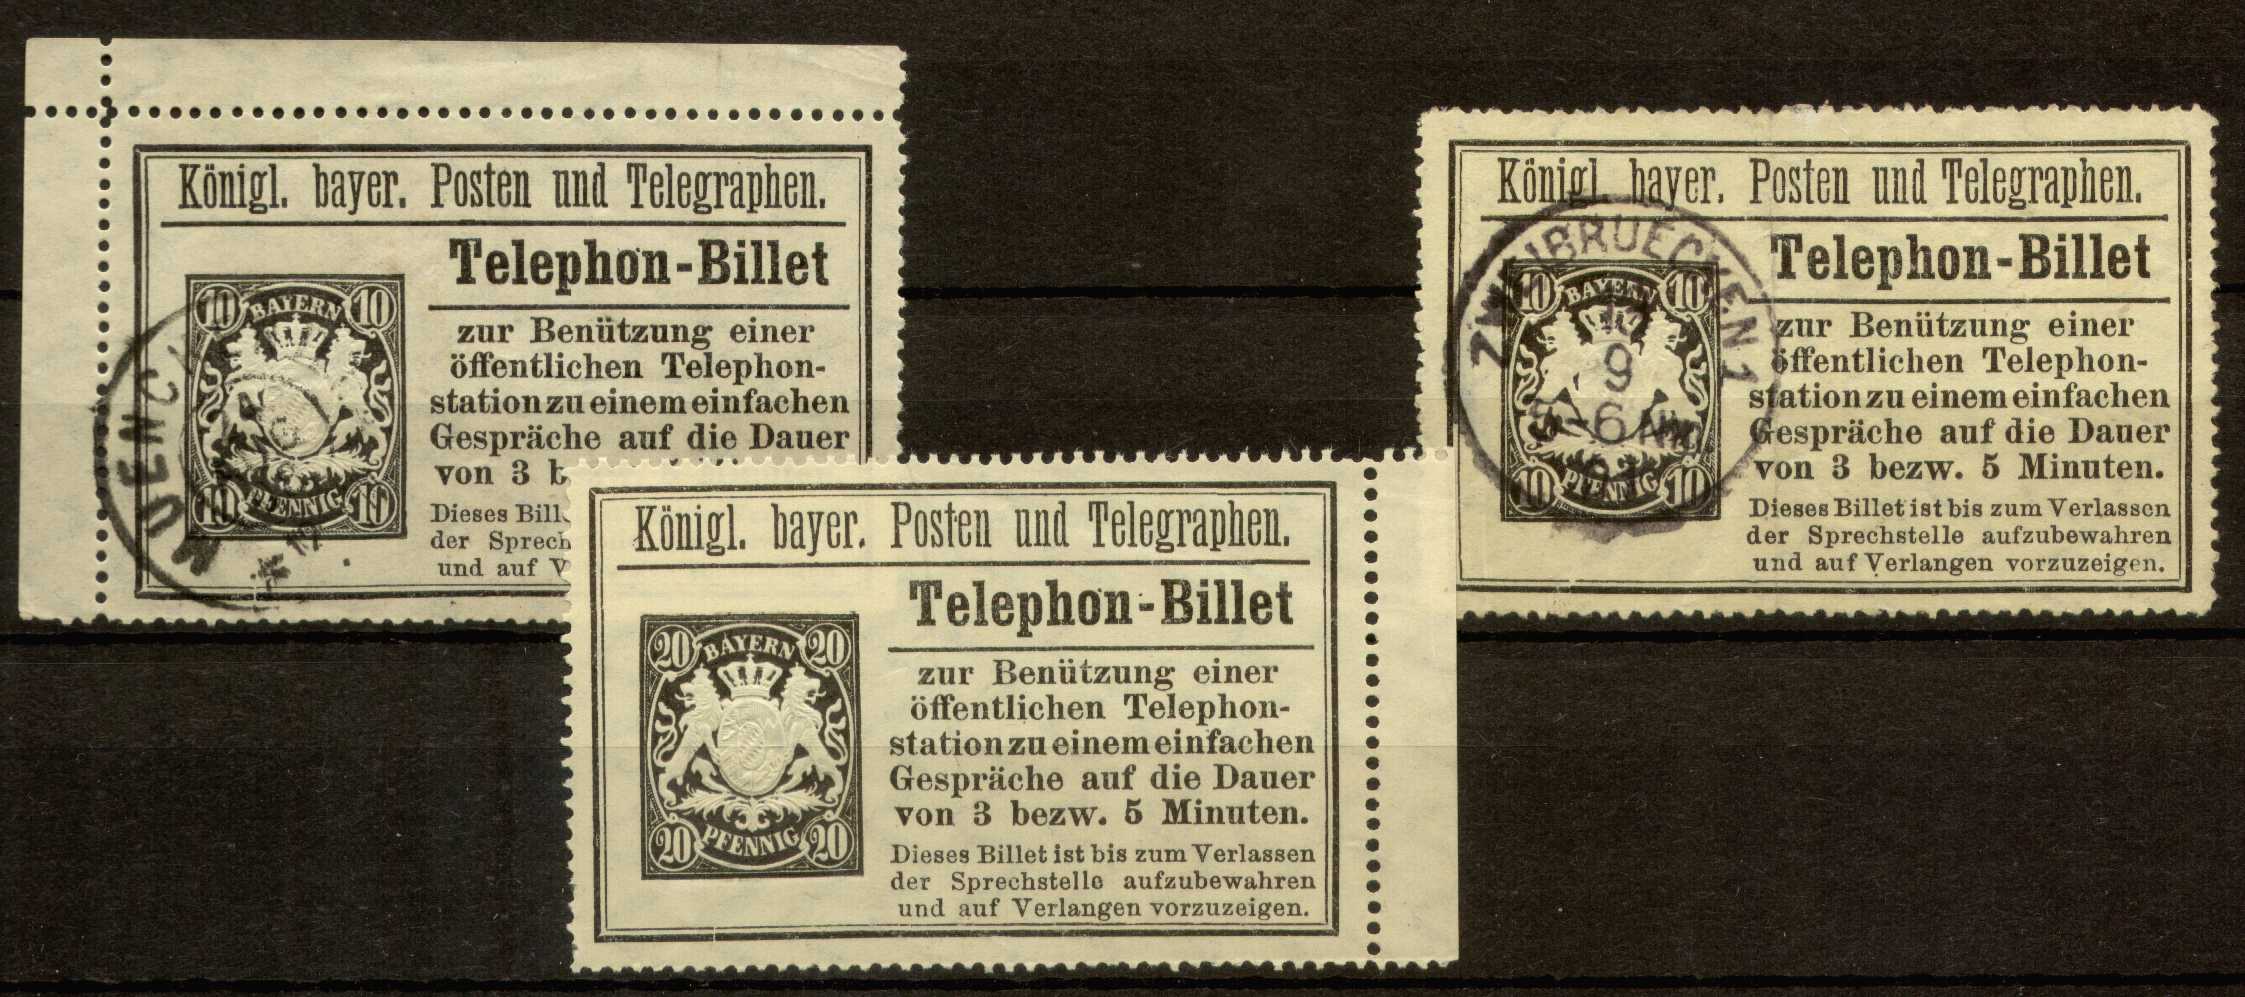 Königl. bayer. Posten und Telegraphen.
Telephon-Billet
10 10
BAYERN
zur Benützung einer
öffentlichen Telephon-
station zu einem einfachen
Gespräche auf die Dauer
von 3 b
PFENNIG
10 10
Dieses Bill
der Sprech
und auf V
MUENC
Königl. bayer. Posten und Telegraphen.
Telephon-Billet
10 10
BAYERN
zur Benützung einer
öffentlichen Telephon-
station zu einem einfachen
Gespräche auf die Dauer
von 3 bezw. 5 Minuten.
PFENNIG
10 10
Dieses Billet ist bis zum Verlassen
der Sprechstelle aufzubewahren
und auf Verlangen vorzuzeigen.
ZWEIBRUECKEN 1
9
5-6 NM
Königl. bayer. Posten und Telegraphen.
Telephon-Billet
20 20
BAYERN
zur Benützung einer
öffentlichen Telephon-
station zu einem einfachen
Gespräche auf die Dauer
von 3 bezw. 5 Minuten.
PFENNIG
20 20
Dieses Billet ist bis zum Verlassen
der Sprechstelle aufzubewahren
und auf Verlangen vorzuzeigen.